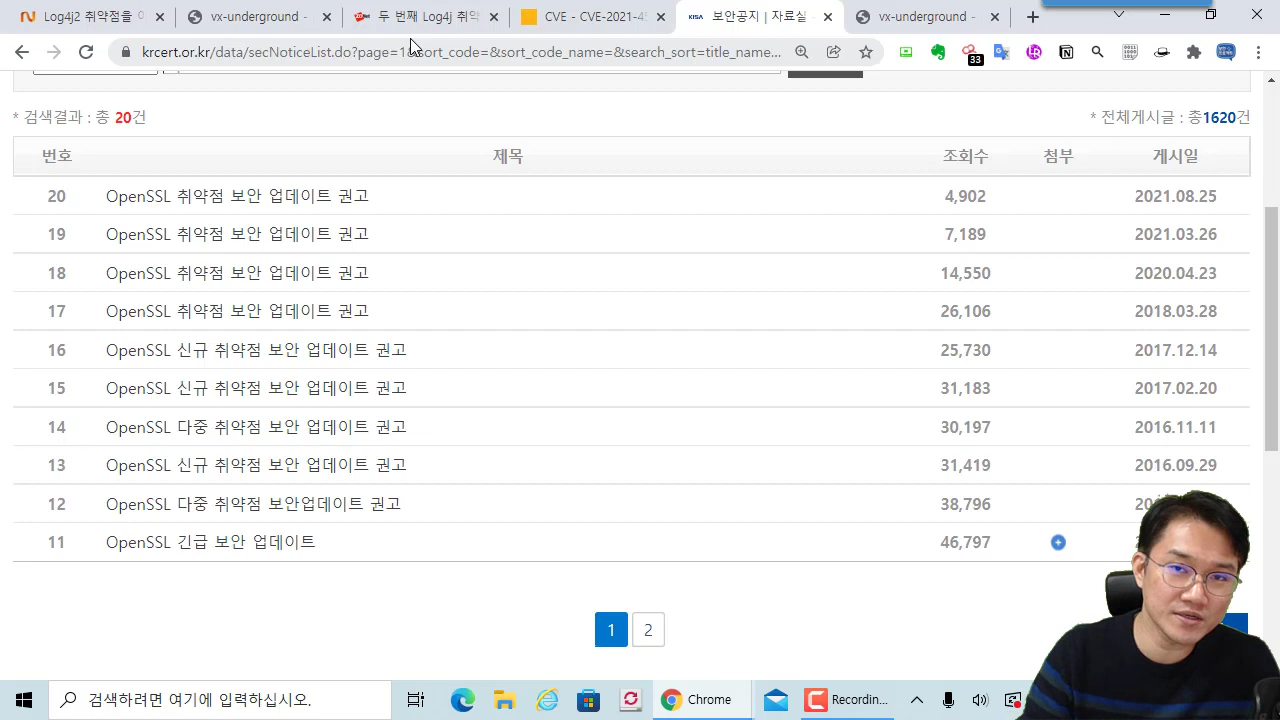 Log4j2 취약점을 이
vx-underground -
두 번째 Log4j 취약
CVE - CVE-2021-45
KISA 보안공지 | 자료실
vx-underground -
krcert.or.kr/data/secNoticeList.do?page=1&sort_code=&sort_code_name=&search_sort=title_name...
33
* 검색결과 : 총 20건
* 전체게시글 : 총1620건
번호 제목 조회수 첨부 게시일
20 OpenSSL 취약점 보안 업데이트 권고 4,902 2021.08.25
19 OpenSSL 취약점 보안 업데이트 권고 7,189 2021.03.26
18 OpenSSL 취약점 보안 업데이트 권고 14,550 2020.04.23
17 OpenSSL 취약점 보안 업데이트 권고 26,106 2018.03.28
16 OpenSSL 신규 취약점 보안 업데이트 권고 25,730 2017.12.14
15 OpenSSL 신규 취약점 보안 업데이트 권고 31,183 2017.02.20
14 OpenSSL 다중 취약점 보안 업데이트 권고 30,197 2016.11.11
13 OpenSSL 신규 취약점 보안 업데이트 권고 31,419 2016.09.29
12 OpenSSL 다중 취약점 보안업데이트 권고 38,796
11 OpenSSL 긴급 보안 업데이트 46,797
1 2
검색하려면 여기에 입력하십시오.
Chrome
Recordin...